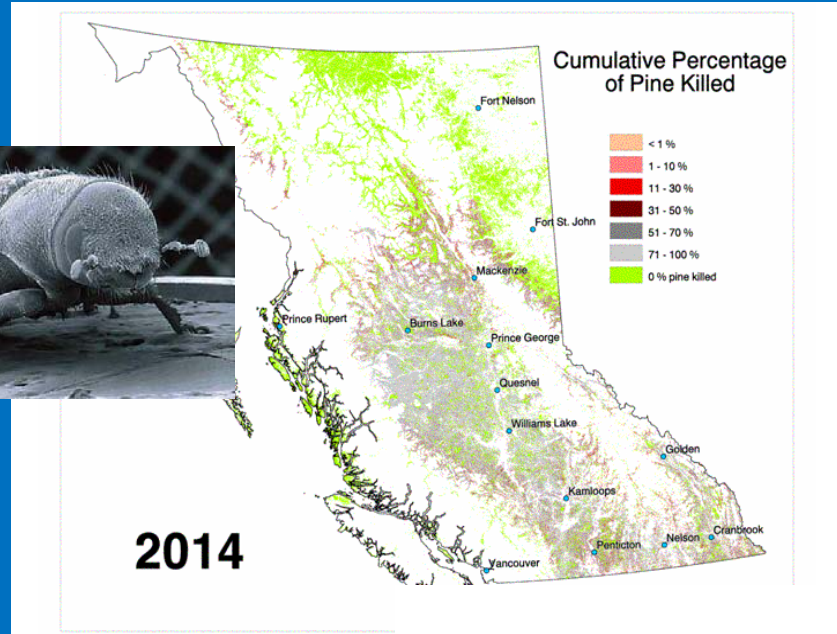 Cumulative Percentage
of Pine Killed
Fort Nelson
< 1 %
1 - 10 %
11 - 30 %
31 - 50 %
51 - 70 %
71 - 100 %
0 % pine killed
Fort St. John
Mackenzie
Prince Rupert
Burns Lake
Prince George
Quesnel
Williams Lake
Golden
Kamloops
Penticton
Nelson
Cranbrook
2014
Vancouver